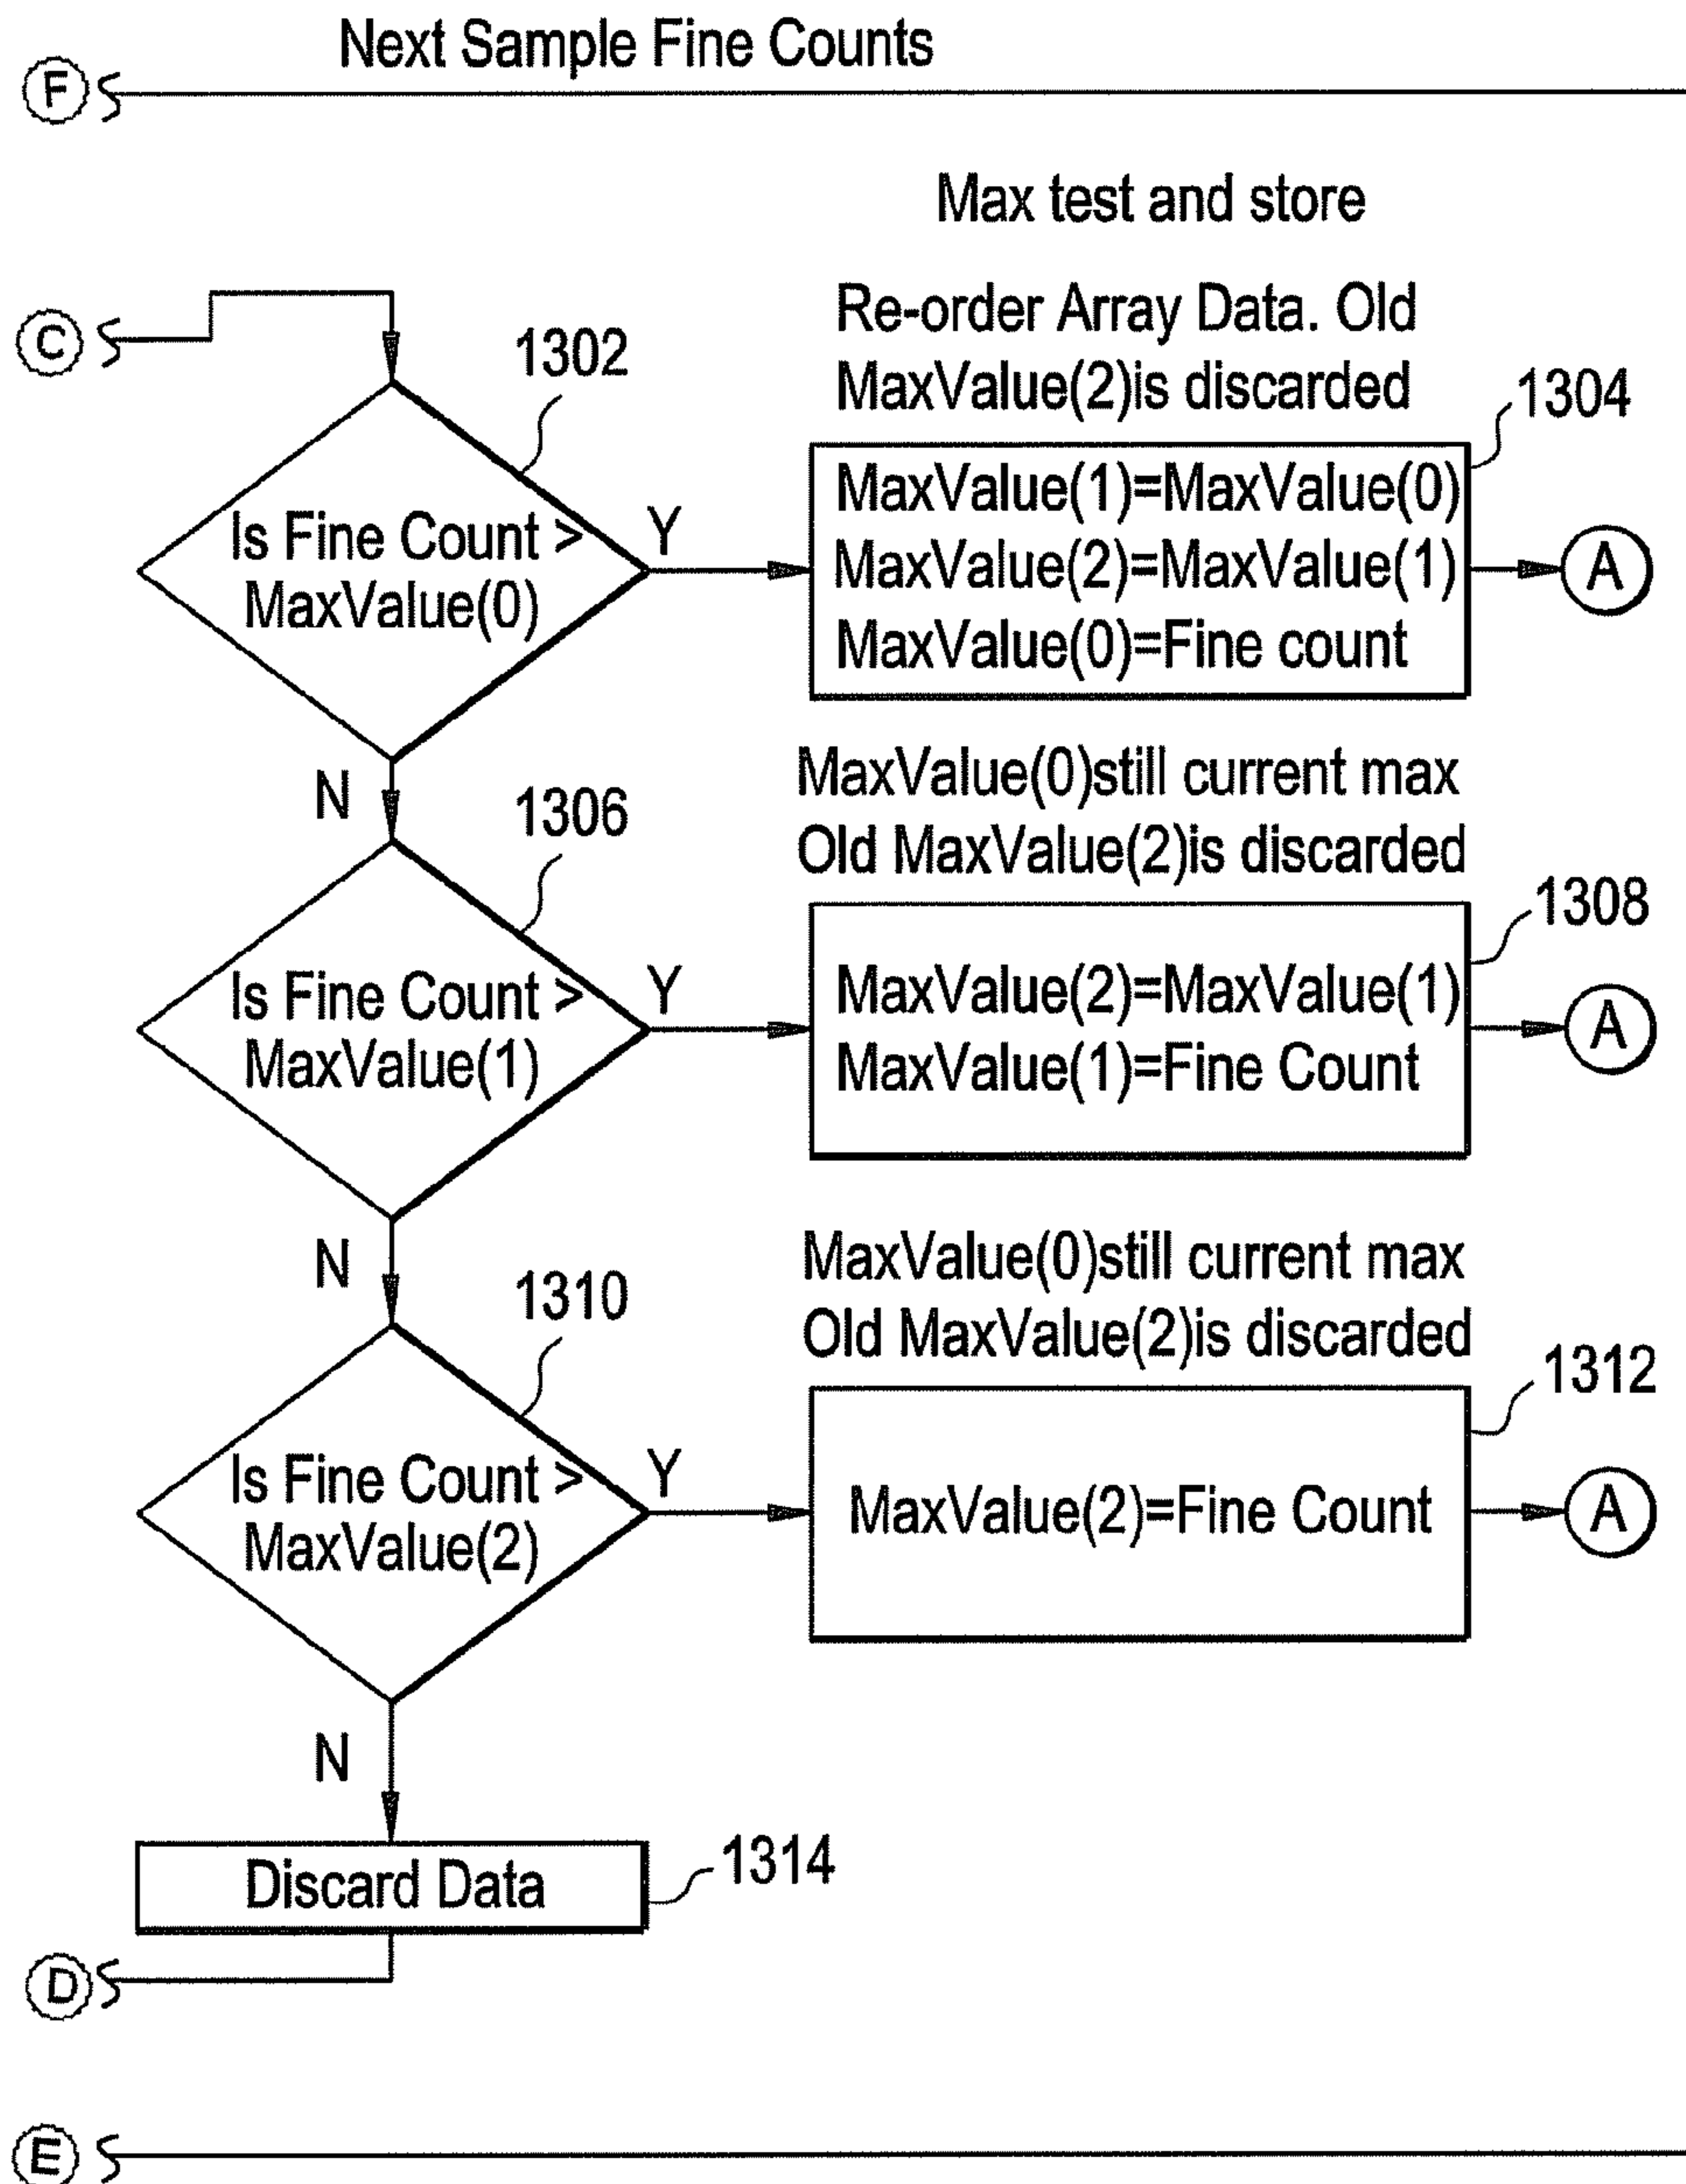 Next Sample Fine Counts
F
Max test and store
C
1302
Re-order Array Data. Old
MaxValue(2)is discarded
1304
Is Fine Count >
MaxValue(0)
Y
MaxValue(1)=MaxValue(0)
MaxValue(2)=MaxValue(1)
MaxValue(0)=Fine count
A
N
1306
MaxValue(0)still current max
Old MaxValue(2)is discarded
1308
Is Fine Count >
MaxValue(1)
Y
MaxValue(2)=MaxValue(1)
MaxValue(1)=Fine Count
A
N
1310
MaxValue(0)still current max
Old MaxValue(2)is discarded
1312
Is Fine Count >
MaxValue(2)
Y
MaxValue(2)=Fine Count
A
N
Discard Data
1314
D
E